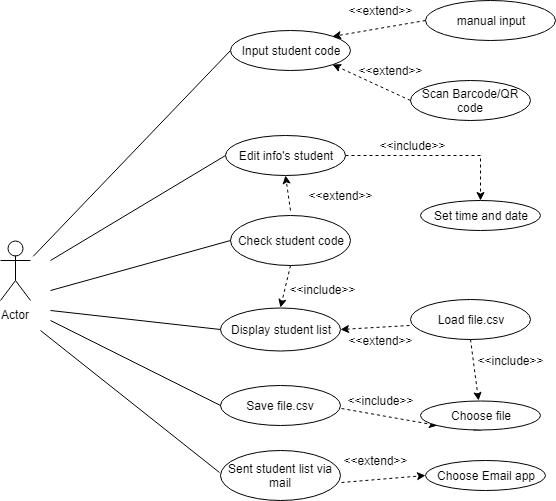 <<extend>>
manual input
Input student code
<<extend>>
Scan Barcode/QR
code
<<include>>
Edit info's student
<<extend>>
Set time and date
Check student code
<<include>>
Actor
Load file.csv
Display student list
<<extend>>
<<include>>
Save file.csv
<<include>>
Choose file
<<extend>>
Sent student list via
mail
Choose Email app